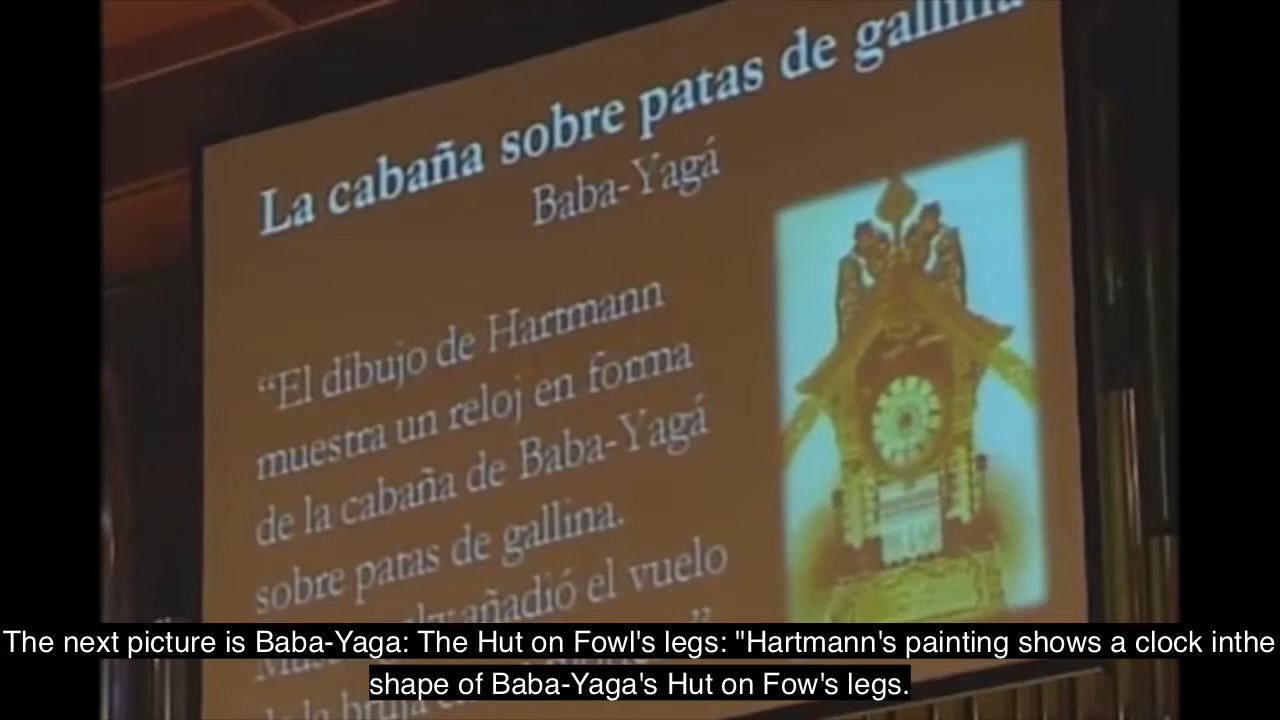 La cabaña sobre patas de gallina
Baba-Yagá
“El dibujo de Hartmann
muestra un reloj en forma
de la cabaña de Baba-Yagá
sobre patas de gallina.
añadió el vuelo
The next picture is Baba-Yaga: The Hut on Fowl's legs: "Hartmann's painting shows a clock inthe
shape of Baba-Yaga's Hut on Fow's legs.